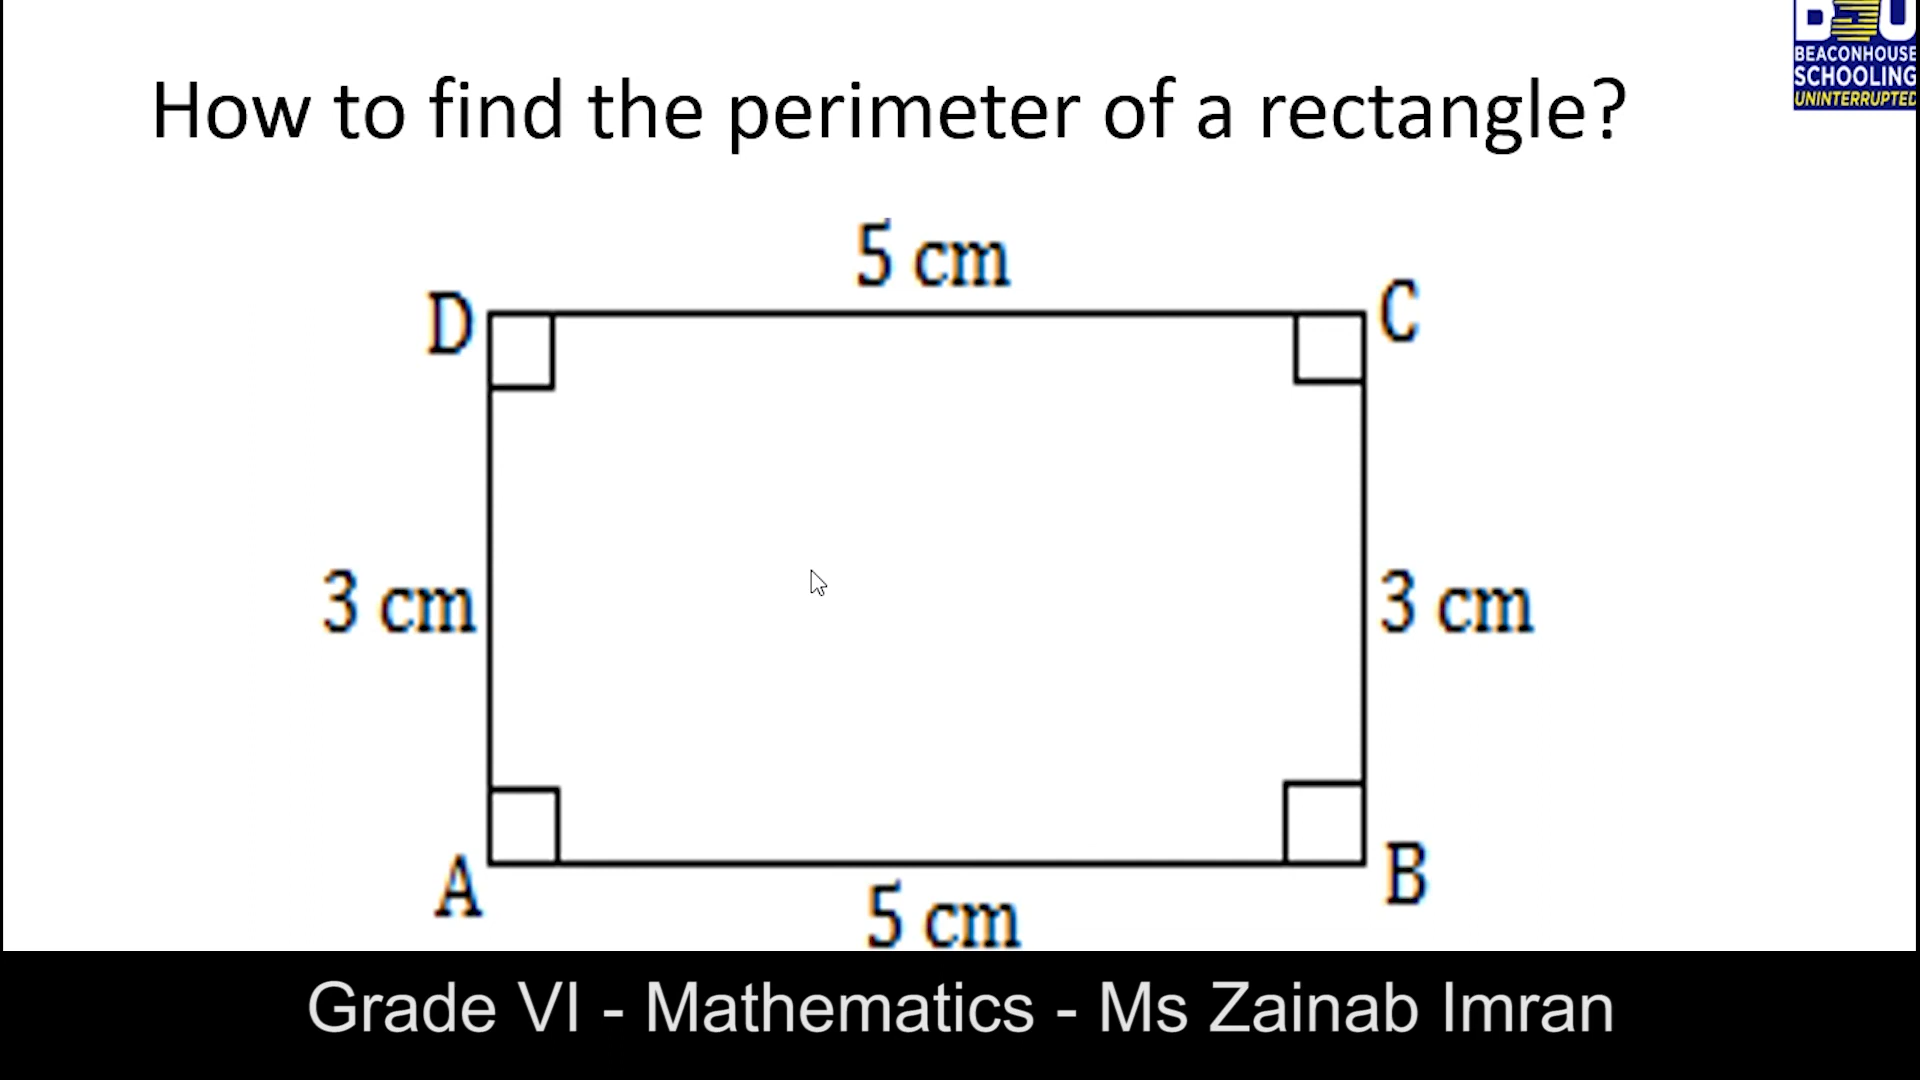 BSU
BEACONHOUSE
SCHOOLING
UNINTERRUPTED
How to find the perimeter of a rectangle?
5 cm
D
C
3 cm
3 cm
A
B
5 cm
Grade VI - Mathematics - Ms Zainab Imran